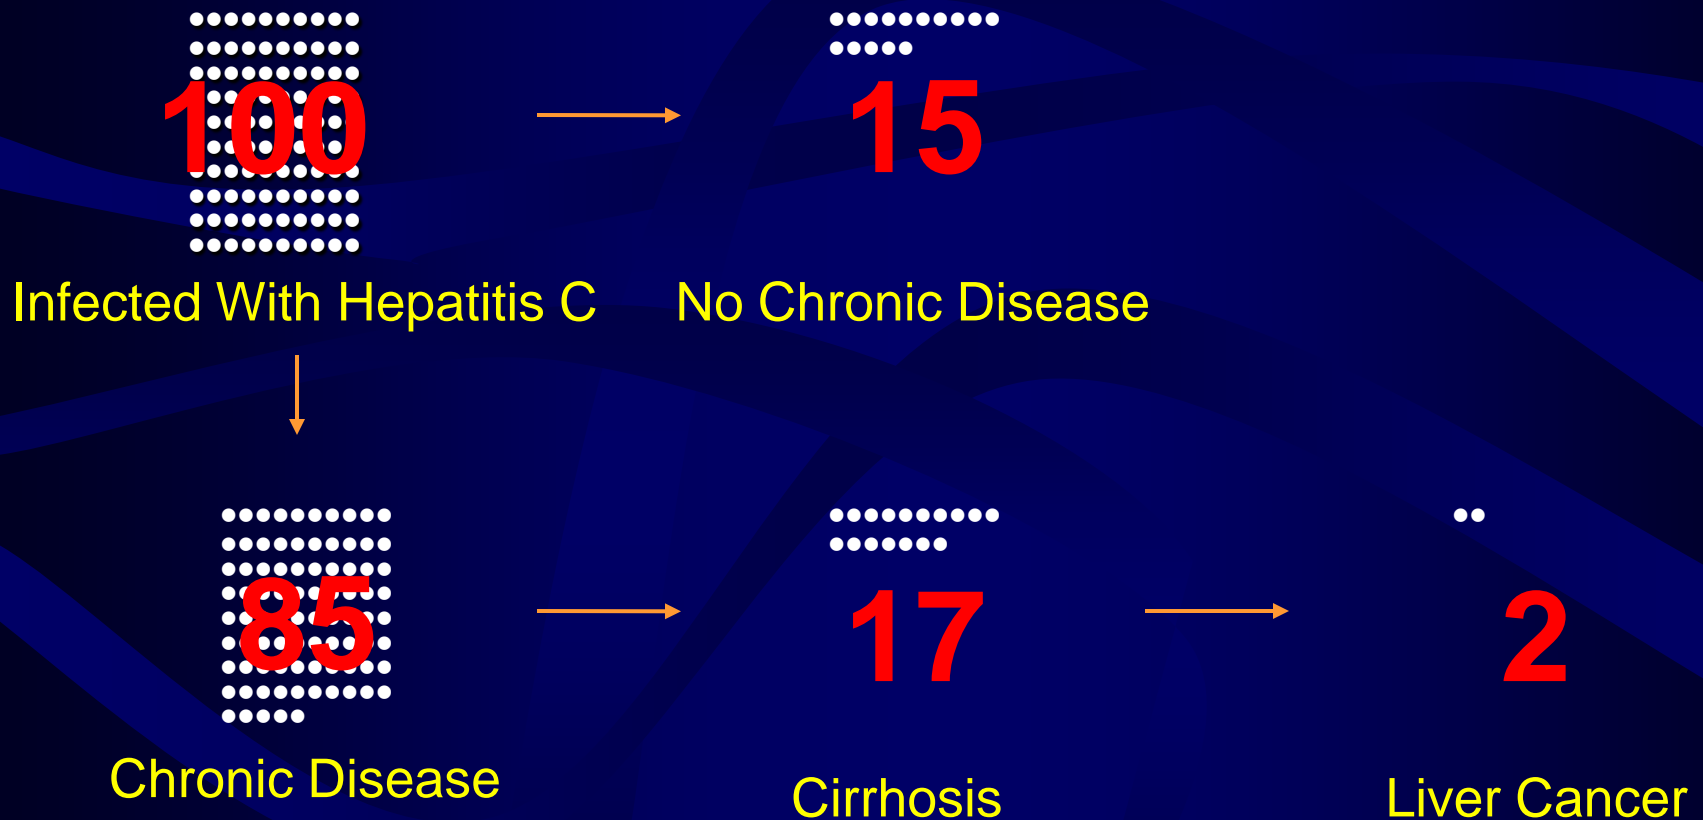 100
15
Infected With Hepatitis C
No Chronic Disease
85
17
2
Chronic Disease
Cirrhosis
Liver Cancer